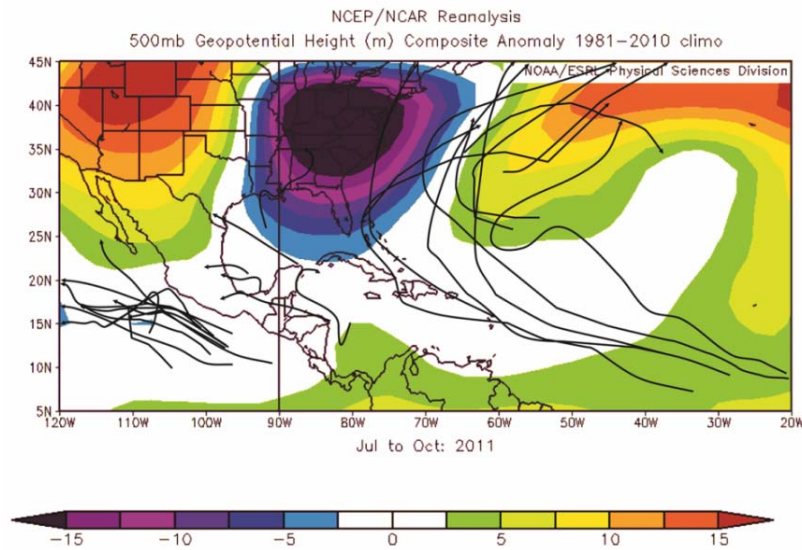 NCEP/NCAR Reanalysis
500mb Geopotential Height (m) Composite Anomaly 1981-2010 climo
NOAA/ESRL Physical Sciences Division
45N
40N
35N
30N
25N
20N
15N
10N
5N
120W 110W 100W 90W 80W 70W 60W 50W 40W 30W 20W
Jul to Oct: 2011
-15 -10 -5 0 5 10 15